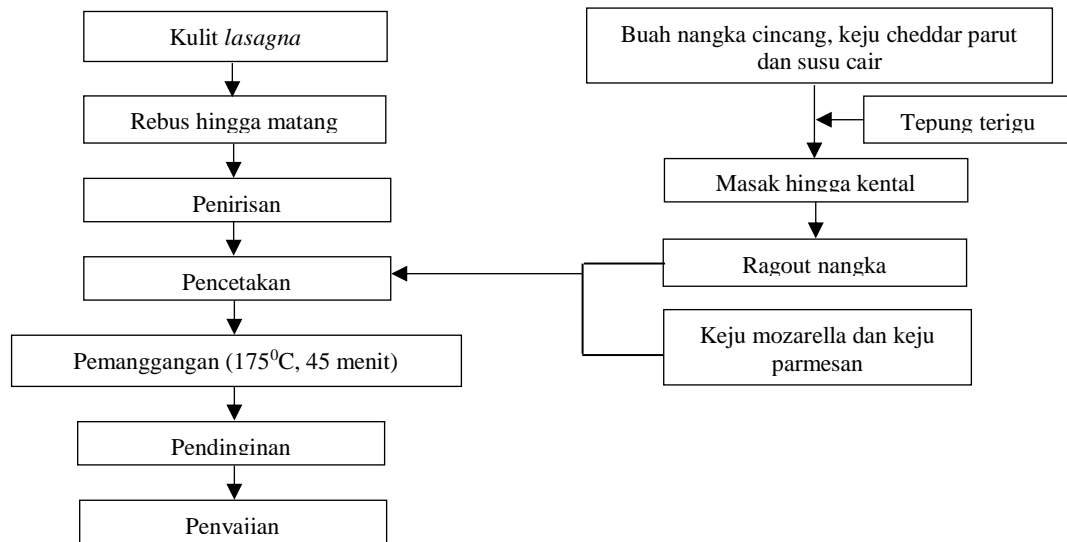 Kulit lasagna
Rebus hingga matang
Penirisan
Pencetakan
Pemanggangan (175⁰C, 45 menit)
Pendinginan
Penyajian
Buah nangka cincang, keju cheddar parut
dan susu cair
Tepung terigu
Masak hingga kental
Ragout nangka
Keju mozarella dan keju
parmesan